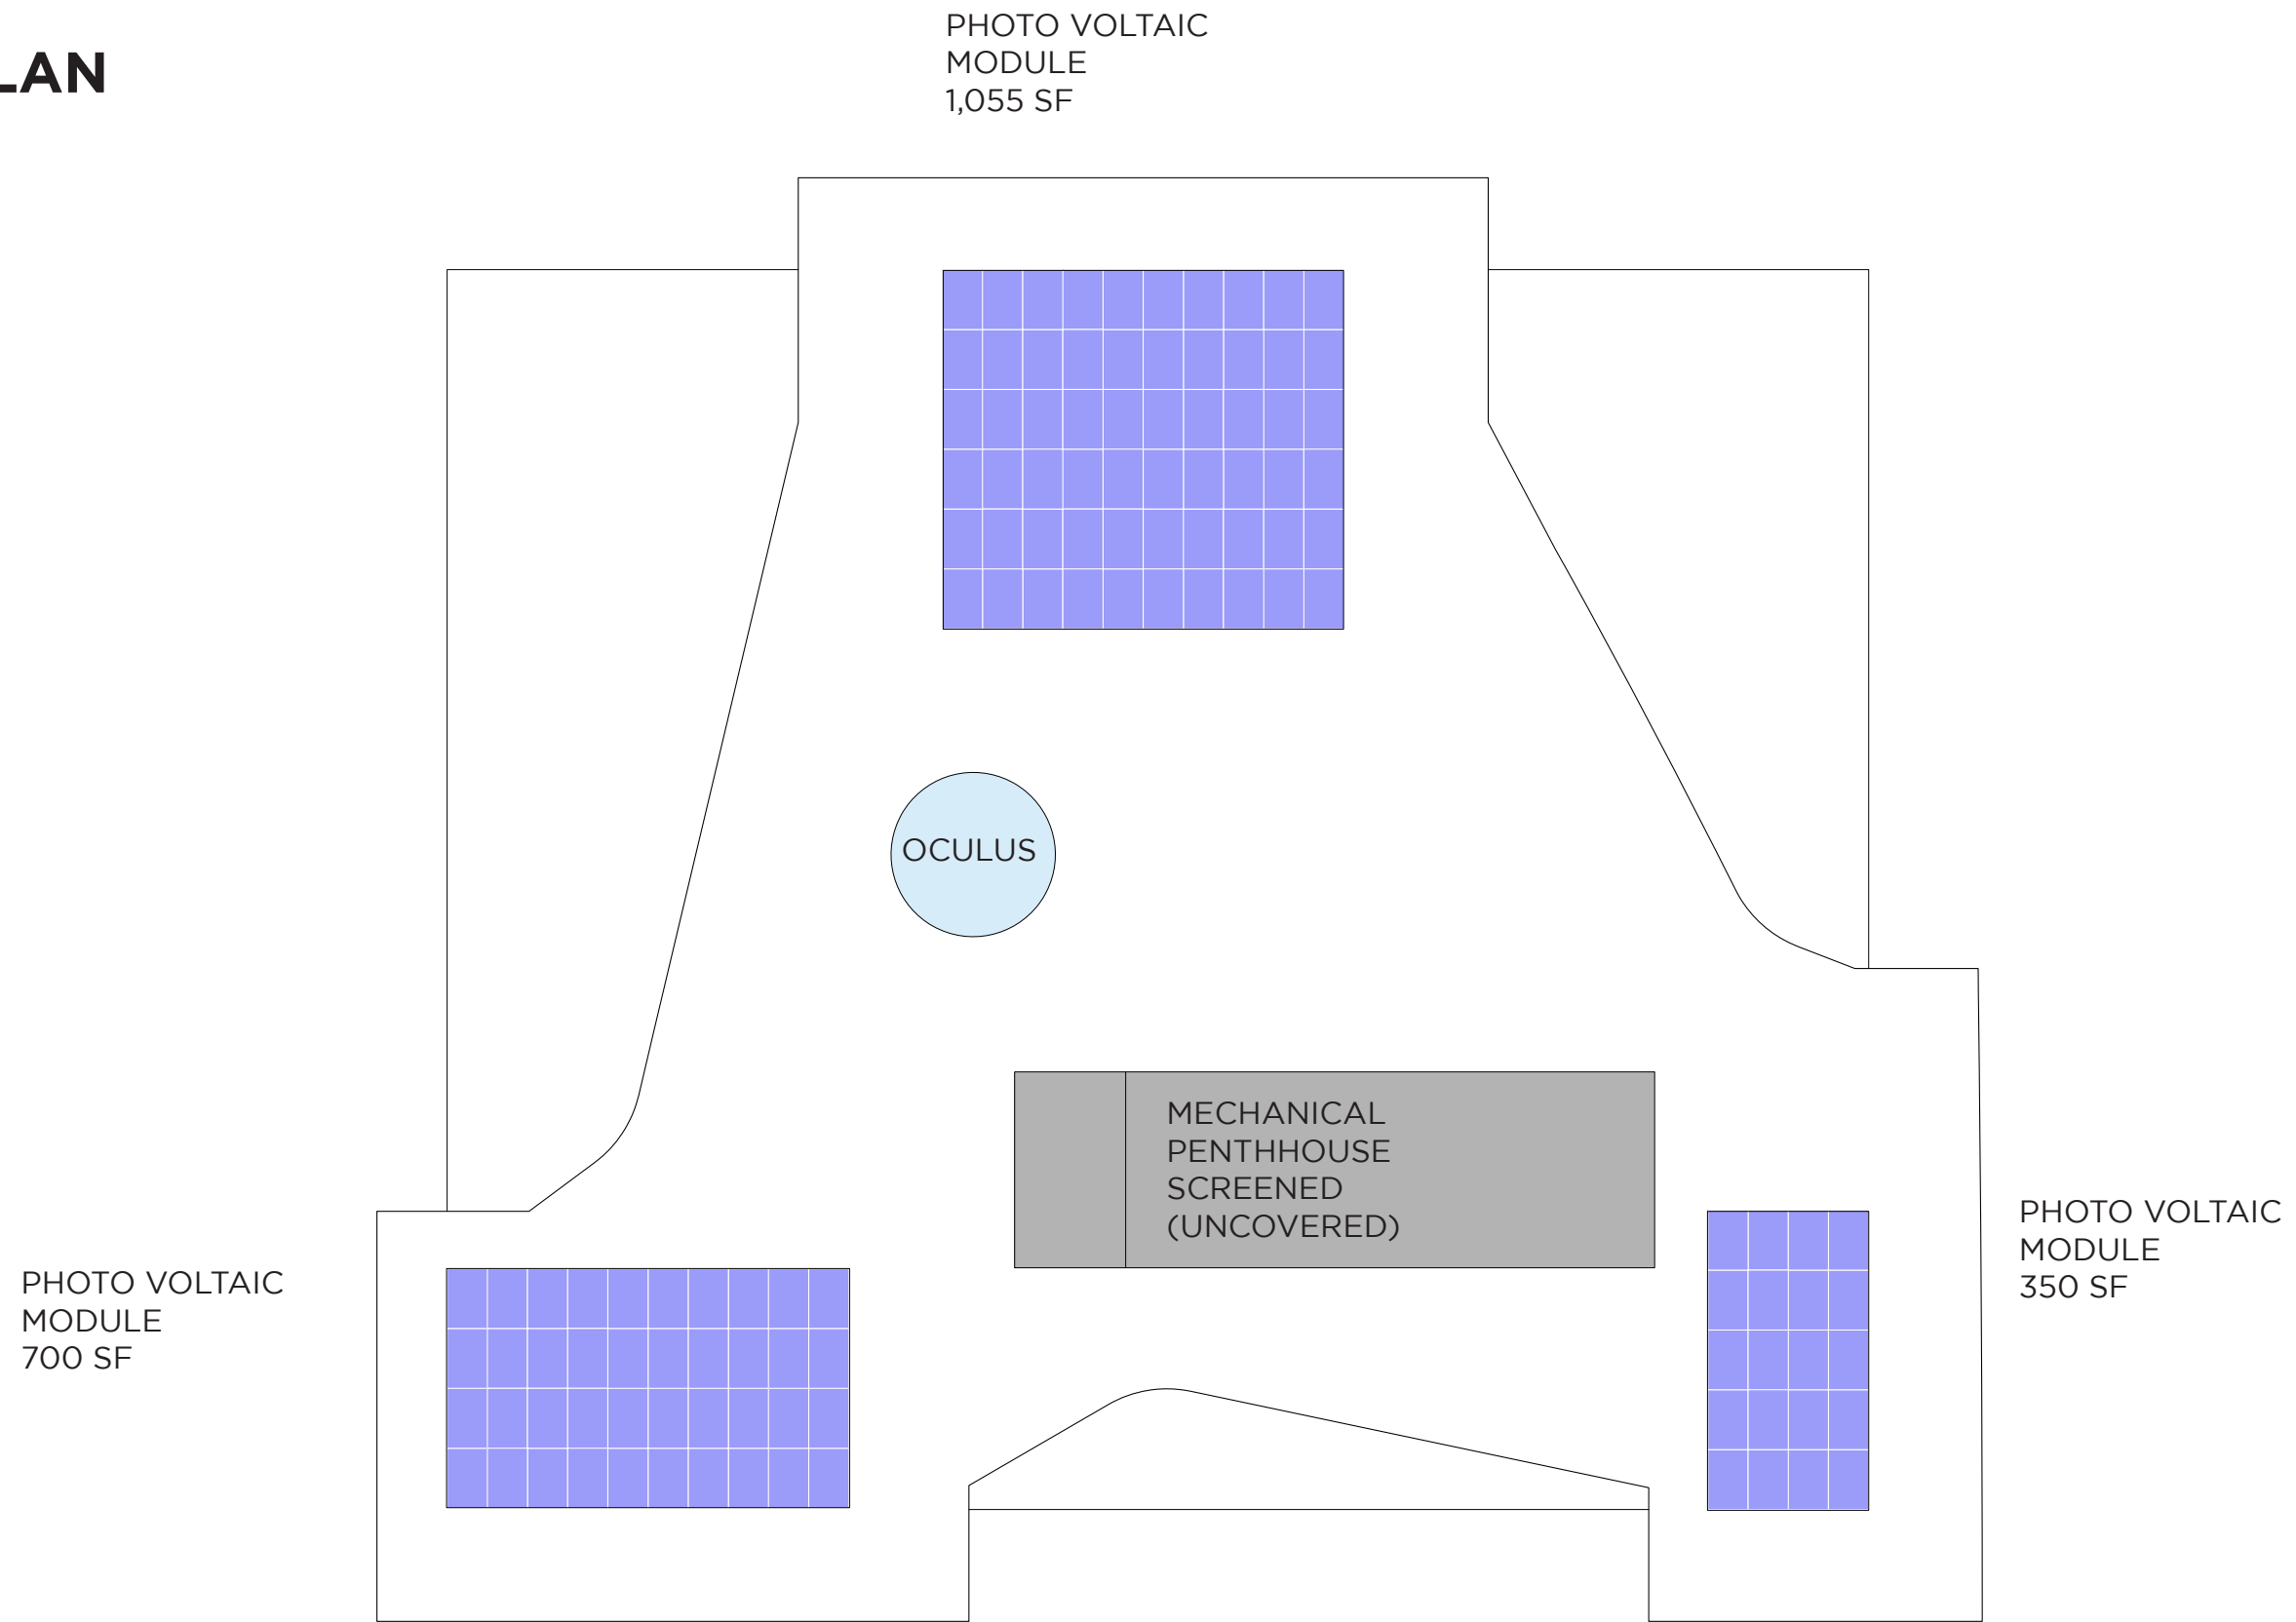 LAN
PHOTO VOLTAIC
MODULE
1,055 SF
OCULUS
MECHANICAL
PENTHHOUSE
SCREENED
(UNCOVERED)
PHOTO VOLTAIC
MODULE
350 SF
PHOTO VOLTAIC
MODULE
700 SF